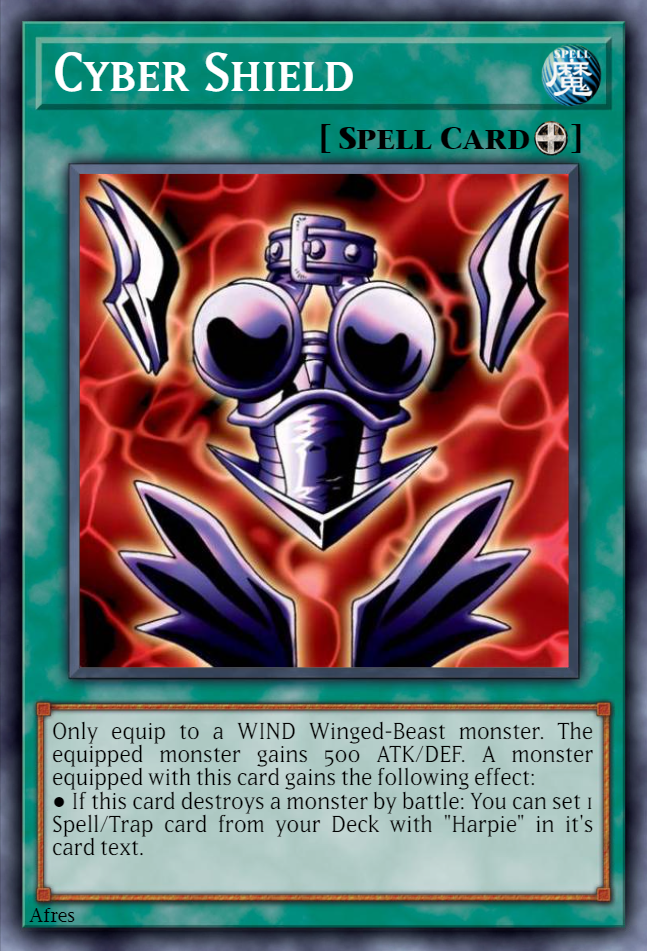 Cyber Shield
SPELL
魔
[ Spell Card ]
Only equip to a WIND Winged-Beast monster. The
equipped monster gains 500 ATK/DEF. A monster
equipped with this card gains the following effect:
● If this card destroys a monster by battle: You can set 1
Spell/Trap card from your Deck with "Harpie" in it's
card text.
Afres